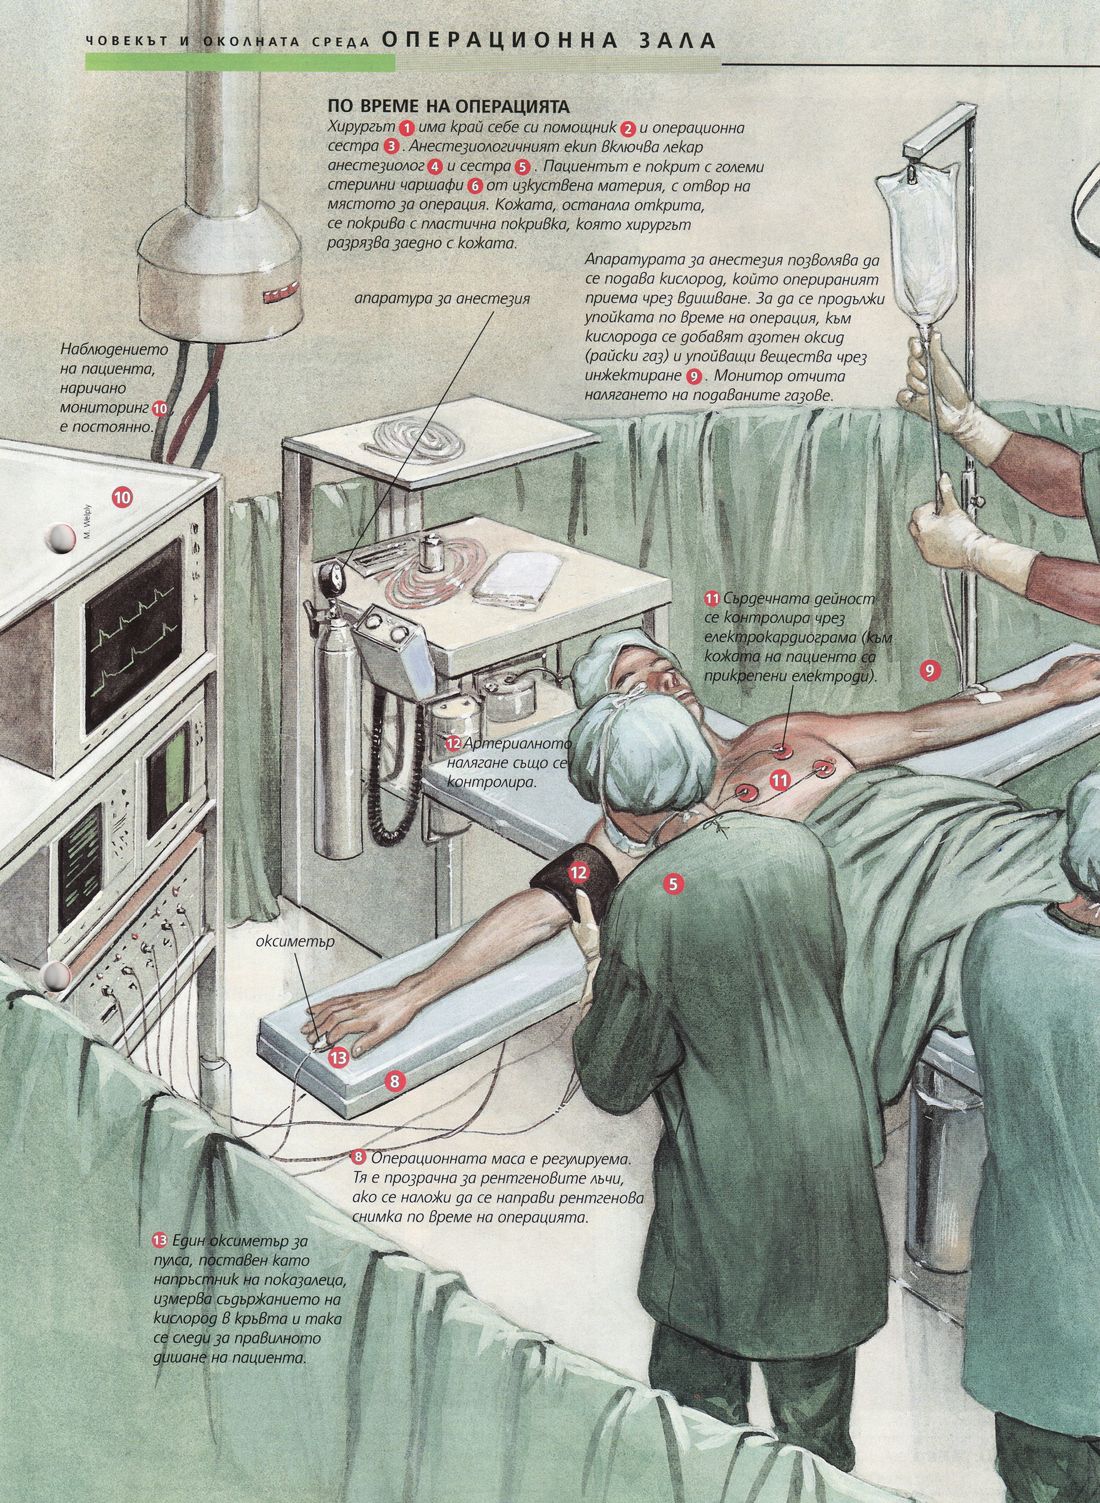 ЧОВЕКЪТ И ОКОЛНАТА СРЕДА ОПЕРАЦИОННА ЗАЛА
ПО ВРЕМЕ НА ОПЕРАЦИЯТА
Хирургът 1 има край себе си помощник 2 и операционна
сестра 3. Анестезиологичният екип включва лекар
анестезиолог 4 и сестра 5. Пациентът е покрит с големи
стерилни чаршафи 6 от изкуствена материя, с отвор на
мястото за операция. Кожата, останала открита,
се покрива с пластична покривка, която хирургът
разрязва заедно с кожата.
Апаратурата за анестезия позволява да
се подава кислород, който оперираният
приема чрез вдишване. За да се продължи
упойката по време на операция, към
кислорода се добавят азотен оксид
(райски газ) и упойващи вещества чрез
инжектиране 9. Монитор отчита
налягането на подаваните газове.
апаратура за анестезия
Наблюдението
на пациента,
наричано
мониторинг 10
е постоянно.
10
M. Welply
11 Сърдечната дейност
се контролира чрез
електрокардиограма (към
кожата на пациента са
прикрепени електроди).
9
12 Артериалното
налягане също се
контролира.
11
12
5
оксиметър
13
8
8 Операционната маса е регулируема.
Тя е прозрачна за рентгеновите лъчи,
ако се наложи да се направи рентгенова
снимка по време на операцията.
13 Един оксиметър за
пулса, поставен като
напръстник на показалеца,
измерва съдържанието на
кислород в кръвта и така
се следи за правилното
дишане на пациента.